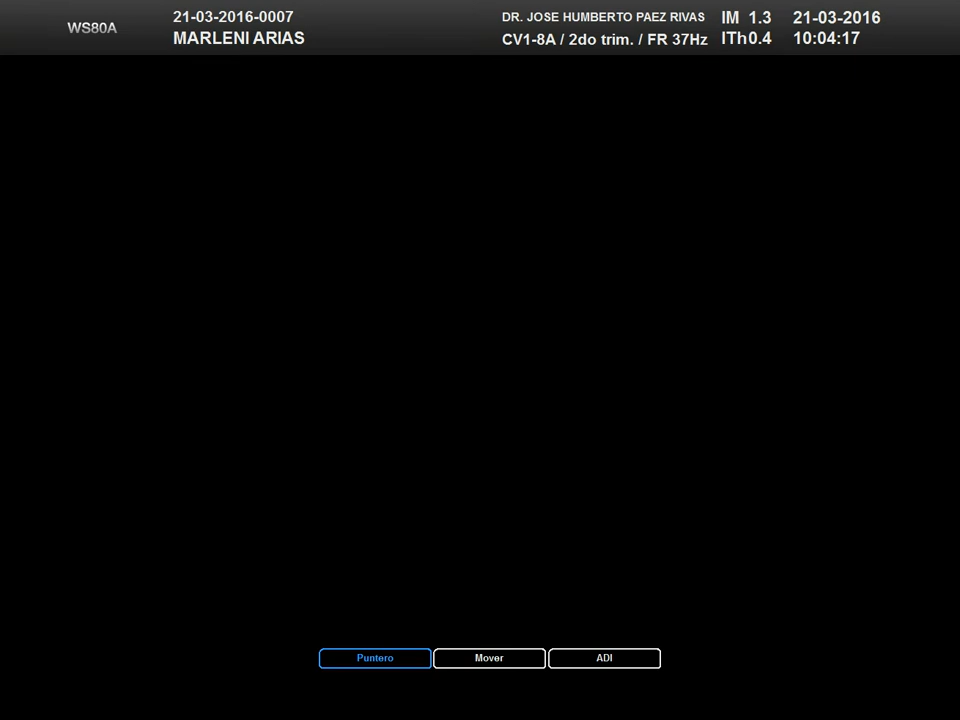 WS80A
21-03-2016-0007
MARLENI ARIAS
DR. JOSE HUMBERTO PAEZ RIVAS
CV1-8A / 2do trim. / FR 37Hz
IM 1.3
ITh0.4
21-03-2016
10:04:17
Puntero
Mover
ADI